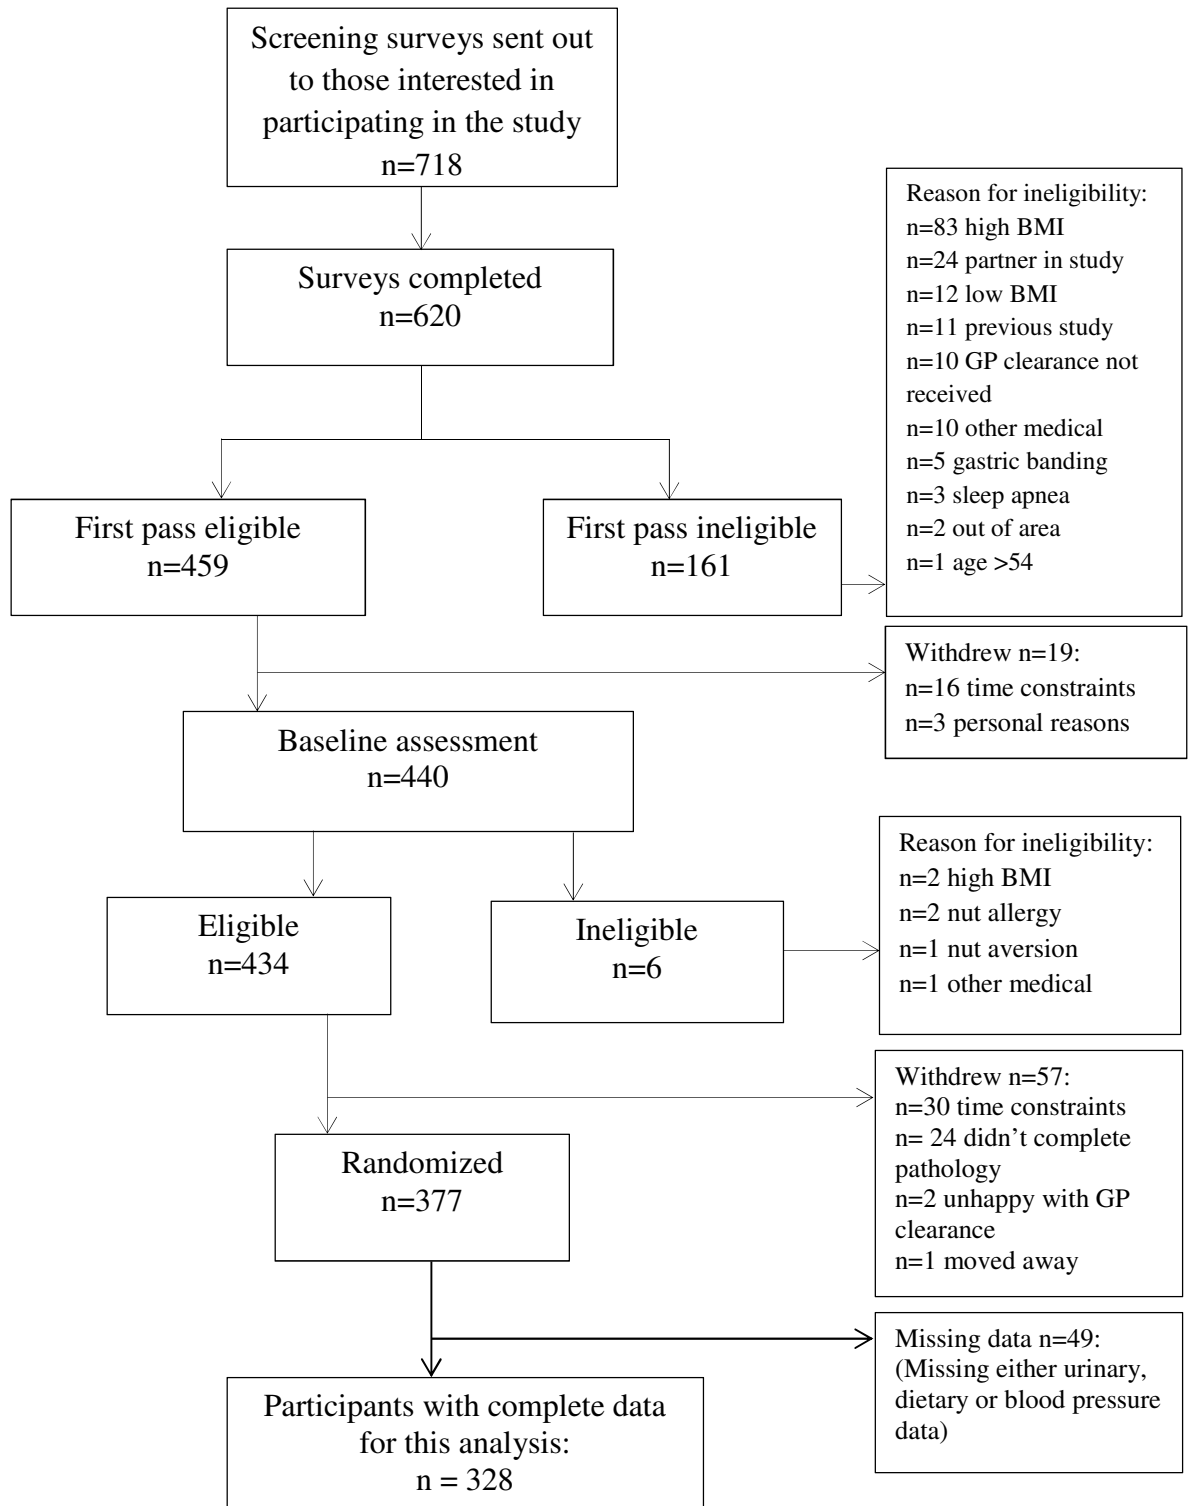 Screening surveys sent out
to those interested in
participating in the study
n=718
Surveys completed
n=620
First pass eligible
n=459
First pass ineligible
n=161
Reason for ineligibility:
n=83 high BMI
n=24 partner in study
n=12 low BMI
n=11 previous study
n=10 GP clearance not
received
n=10 other medical
n=5 gastric banding
n=3 sleep apnea
n=2 out of area
n=1 age >54
Withdrew n=19:
n=16 time constraints
n=3 personal reasons
Baseline assessment
n=440
Eligible
n=434
Ineligible
n=6
Reason for ineligibility:
n=2 high BMI
n=2 nut allergy
n=1 nut aversion
n=1 other medical
Withdrew n=57:
n=30 time constraints
n= 24 didn’t complete
pathology
n=2 unhappy with GP
clearance
n=1 moved away
Randomized
n=377
Missing data n=49:
(Missing either urinary,
dietary or blood pressure
data)
Participants with complete data
for this analysis:
n = 328